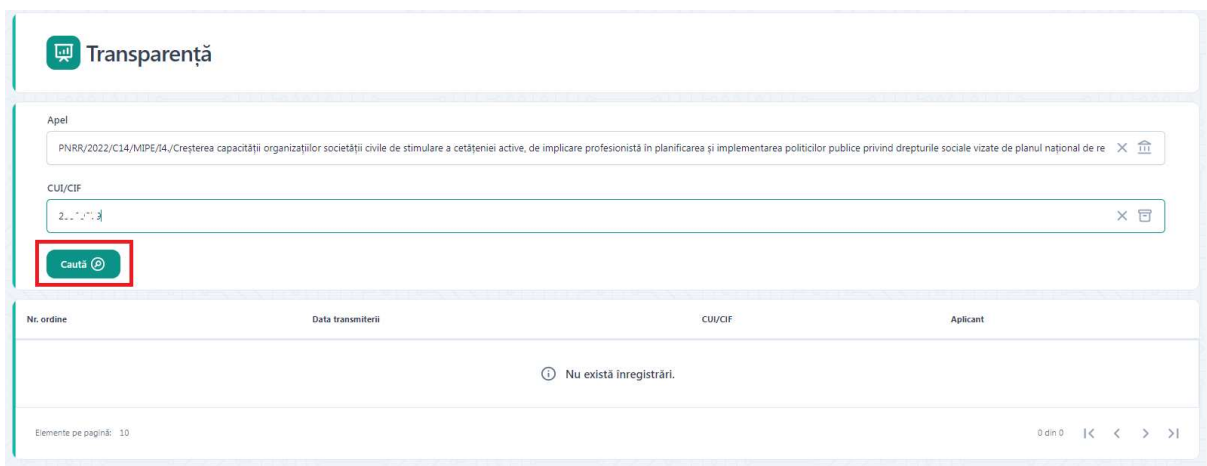 Transparență
Apel
PNRR/2022/C14/MIPE/I4./Creșterea capacității organizațiilor societății civile de stimulare a cetățeniei active, de implicare profesionistă în planificarea și implementarea politicilor publice privind drepturile sociale vizate de planul național de re
CUI/CIF
Caută
Nr. ordine Data transmiterii CUI/CIF Aplicant
Nu există înregistrări.
Elemente pe pagină: 10 0 din 0